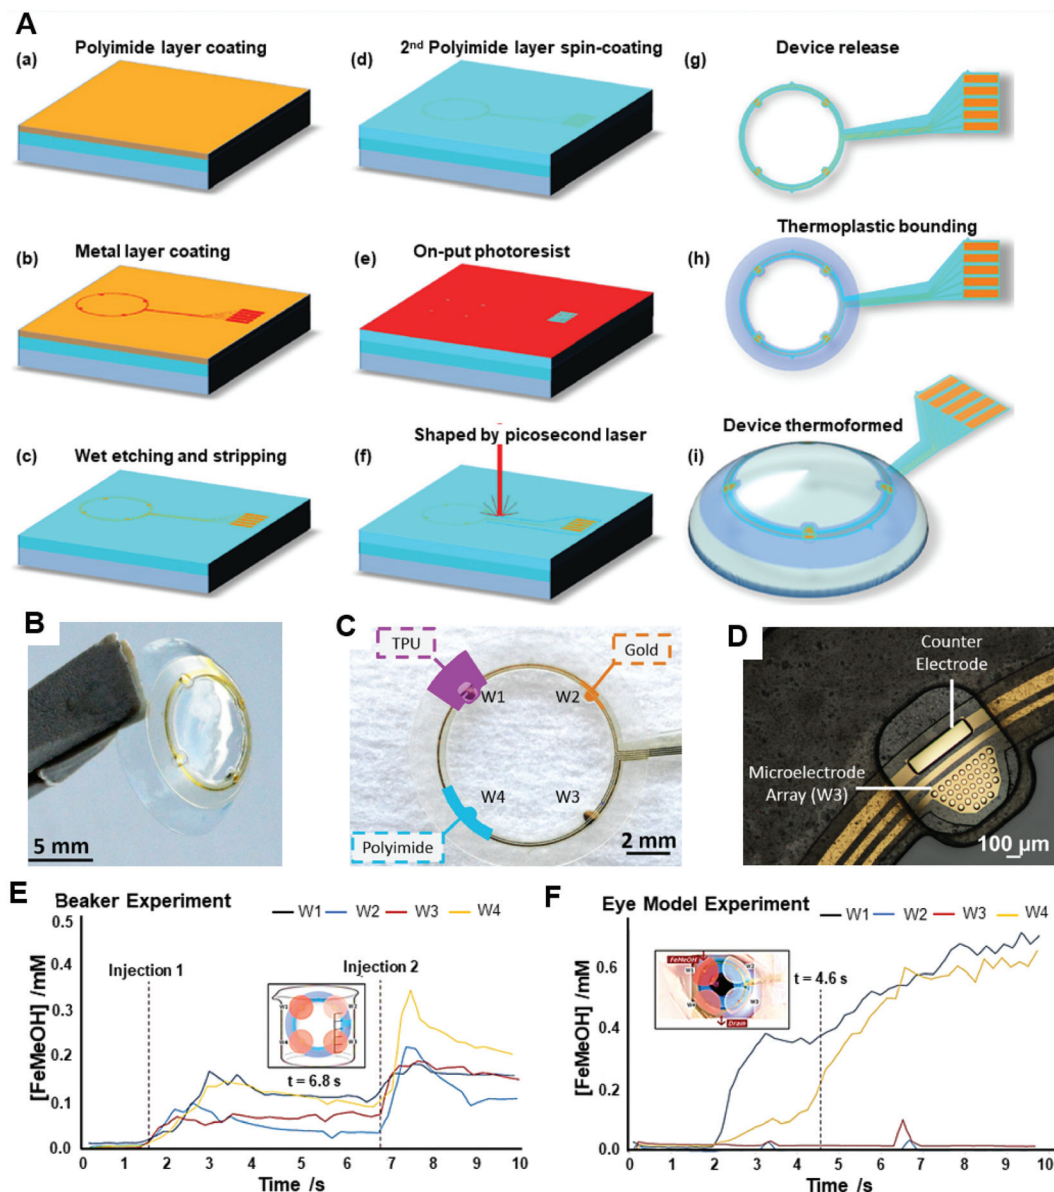 A
(a) Polyimide layer coating
(d) 2nd Polyimide layer spin-coating
(g) Device release
(b) Metal layer coating
(e) On-put photoresist
(h) Thermoplastic bounding
(c) Wet etching and stripping
(f) Shaped by picosecond laser
(i) Device thermoformed
B
5 mm
C
TPU
Gold
W1
W2
W4
W3
Polyimide
2 mm
D
Counter
Electrode
Microelectrode
Array (W3)
100 µm
E
Beaker Experiment
W1 W2 W3 W4
Injection 1
Injection 2
t = 6.8 s
[FeMeOH] /mM
0.5
0.4
0.3
0.2
0.1
0.0
0 1 2 3 4 5 6 7 8 9 10
Time /s
F
Eye Model Experiment
W1 W2 W3 W4
FeMeOH
W2
W4
W3
Drain
t = 4.6 s
[FeMeOH] /mM
0.6
0.4
0.2
0.0
0 1 2 3 4 5 6 7 8 9 10
Time /s